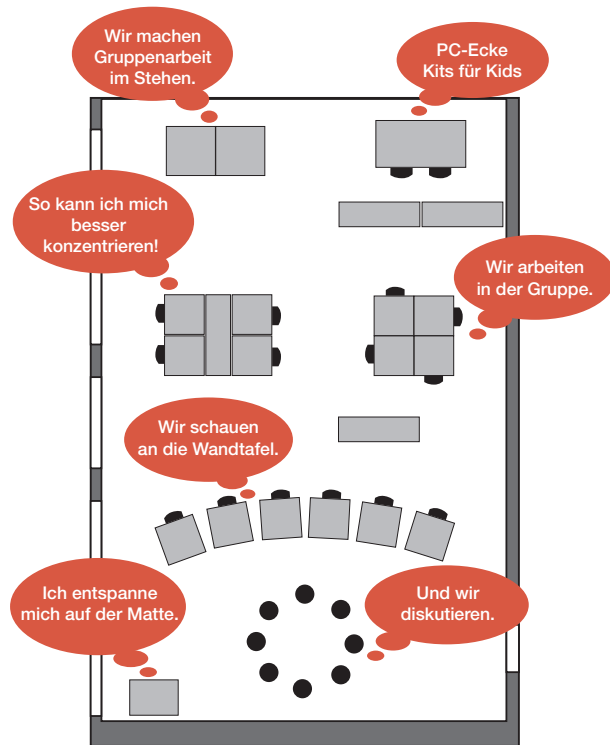 Wir machen
Gruppenarbeit
im Stehen.
PC-Ecke
Kits für Kids
So kann ich mich
besser
konzentrieren!
Wir arbeiten
in der Gruppe.
Wir schauen
an die Wandtafel.
Ich entspanne
mich auf der Matte.
Und wir
diskutieren.